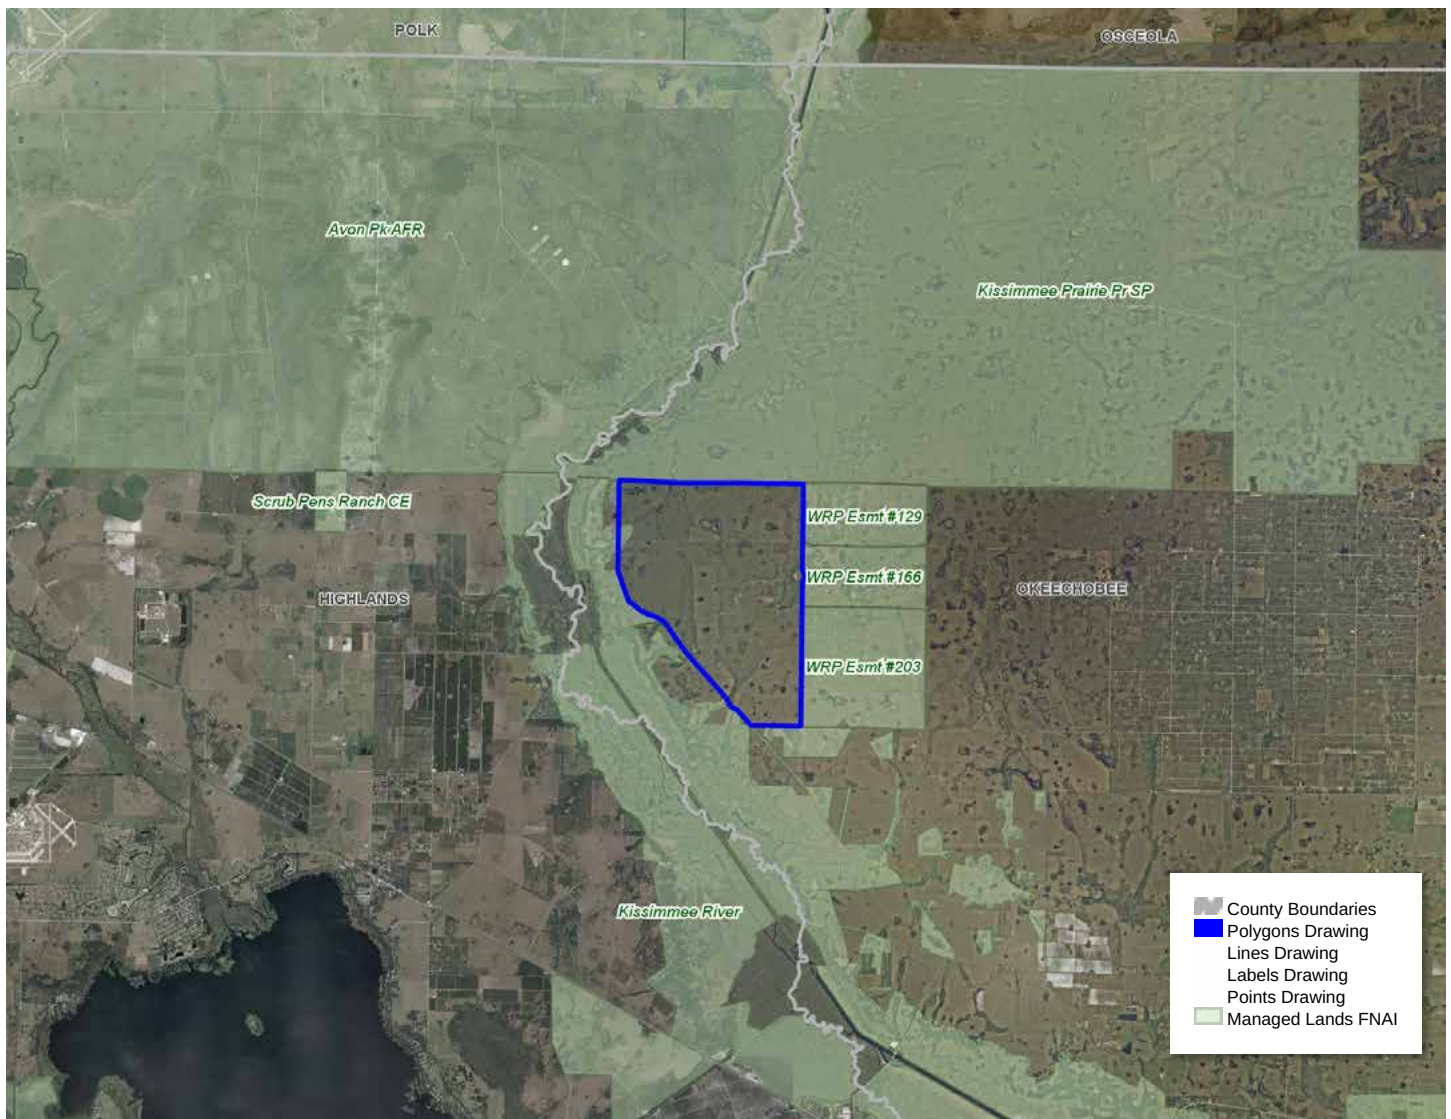 POLK
OSCEOLA
Avon Pk AFR
Kissimmee Prairie Pr SP
Scrub Pens Ranch CE
WRP Esmt #129
WRP Esmt #166
OKEECHOBEE
HIGHLANDS
WRP Esmt #203
Kissimmee River
County Boundaries
Polygons Drawing
Lines Drawing
Labels Drawing
Points Drawing
Managed Lands FNAI